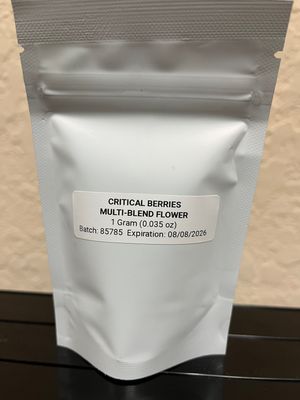 CRITICAL BERRIES
MULTI-BLEND FLOWER
1 Gram (0.035 oz)
Batch: 85785 Expiration: 08/08/2026